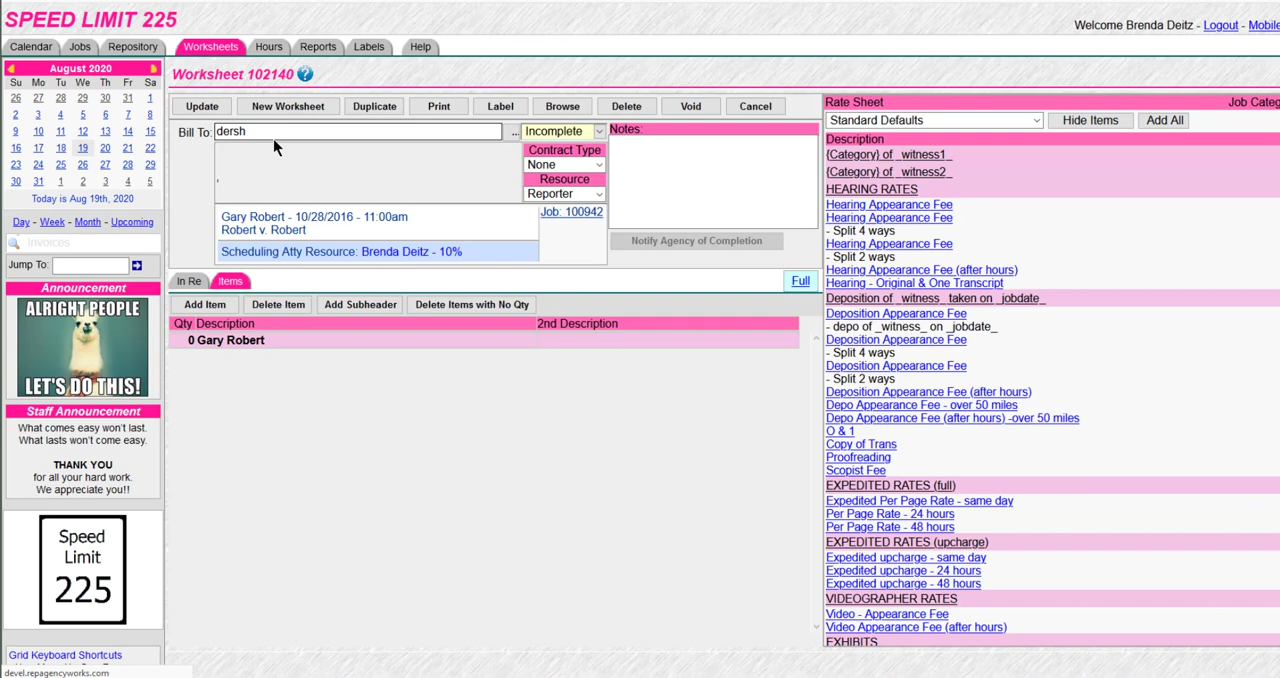 SPEED LIMIT 225
Welcome Brenda Deitz - Logout - Mobile
Calendar Jobs Repository Worksheets Hours Reports Labels Help
August 2020
Su Mo Tu We Th Fr Sa
26 27 28 29 30 31 1
2 3 4 5 6 7 8
9 10 11 12 13 14 15
16 17 18 19 20 21 22
23 24 25 26 27 28 29
30 31 1 2 3 4 5
Today is Aug 19th, 2020
Day - Week - Month - Upcoming
Invoices
Jump To:
Announcement
ALRIGHT PEOPLE
LET'S DO THIS!
Staff Announcement
What comes easy won't last.
What lasts won't come easy.
THANK YOU
for all your hard work.
We appreciate you!!
Speed
Limit
225
Grid Keyboard Shortcuts
devel.repagencyworks.com
Worksheet 102140 ?
Update New Worksheet Duplicate Print Label Browse Delete Void Cancel
Bill To: dersh ... Incomplete
,
Contract Type
None
Resource
Reporter
Job: 100942
Gary Robert - 10/28/2016 - 11:00am
Robert v. Robert
Scheduling Atty Resource: Brenda Deitz - 10%
Notes:
Notify Agency of Completion
In Re Items Full
Add Item Delete Item Add Subheader Delete Items with No Qty
Qty Description 2nd Description
0 Gary Robert
Rate Sheet Job Categ
Standard Defaults Hide Items Add All
Description
{Category} of _witness1_
{Category} of _witness2_
HEARING RATES
Hearing Appearance Fee
Hearing Appearance Fee
- Split 4 ways
Hearing Appearance Fee
- Split 2 ways
Hearing Appearance Fee (after hours)
Hearing - Original & One Transcript
Deposition of _witness_ taken on _jobdate_
Deposition Appearance Fee
- depo of _witness_ on _jobdate_
Deposition Appearance Fee
- Split 4 ways
Deposition Appearance Fee
- Split 2 ways
Deposition Appearance Fee (after hours)
Depo Appearance Fee - over 50 miles
Depo Appearance Fee (after hours) -over 50 miles
O & 1
Copy of Trans
Proofreading
Scopist Fee
EXPEDITED RATES (full)
Expedited Per Page Rate - same day
Per Page Rate - 24 hours
Per Page Rate - 48 hours
EXPEDITED RATES (upcharge)
Expedited upcharge - same day
Expedited upcharge - 24 hours
Expedited upcharge - 48 hours
VIDEOGRAPHER RATES
Video - Appearance Fee
Video Appearance Fee (after hours)
EXHIBITS